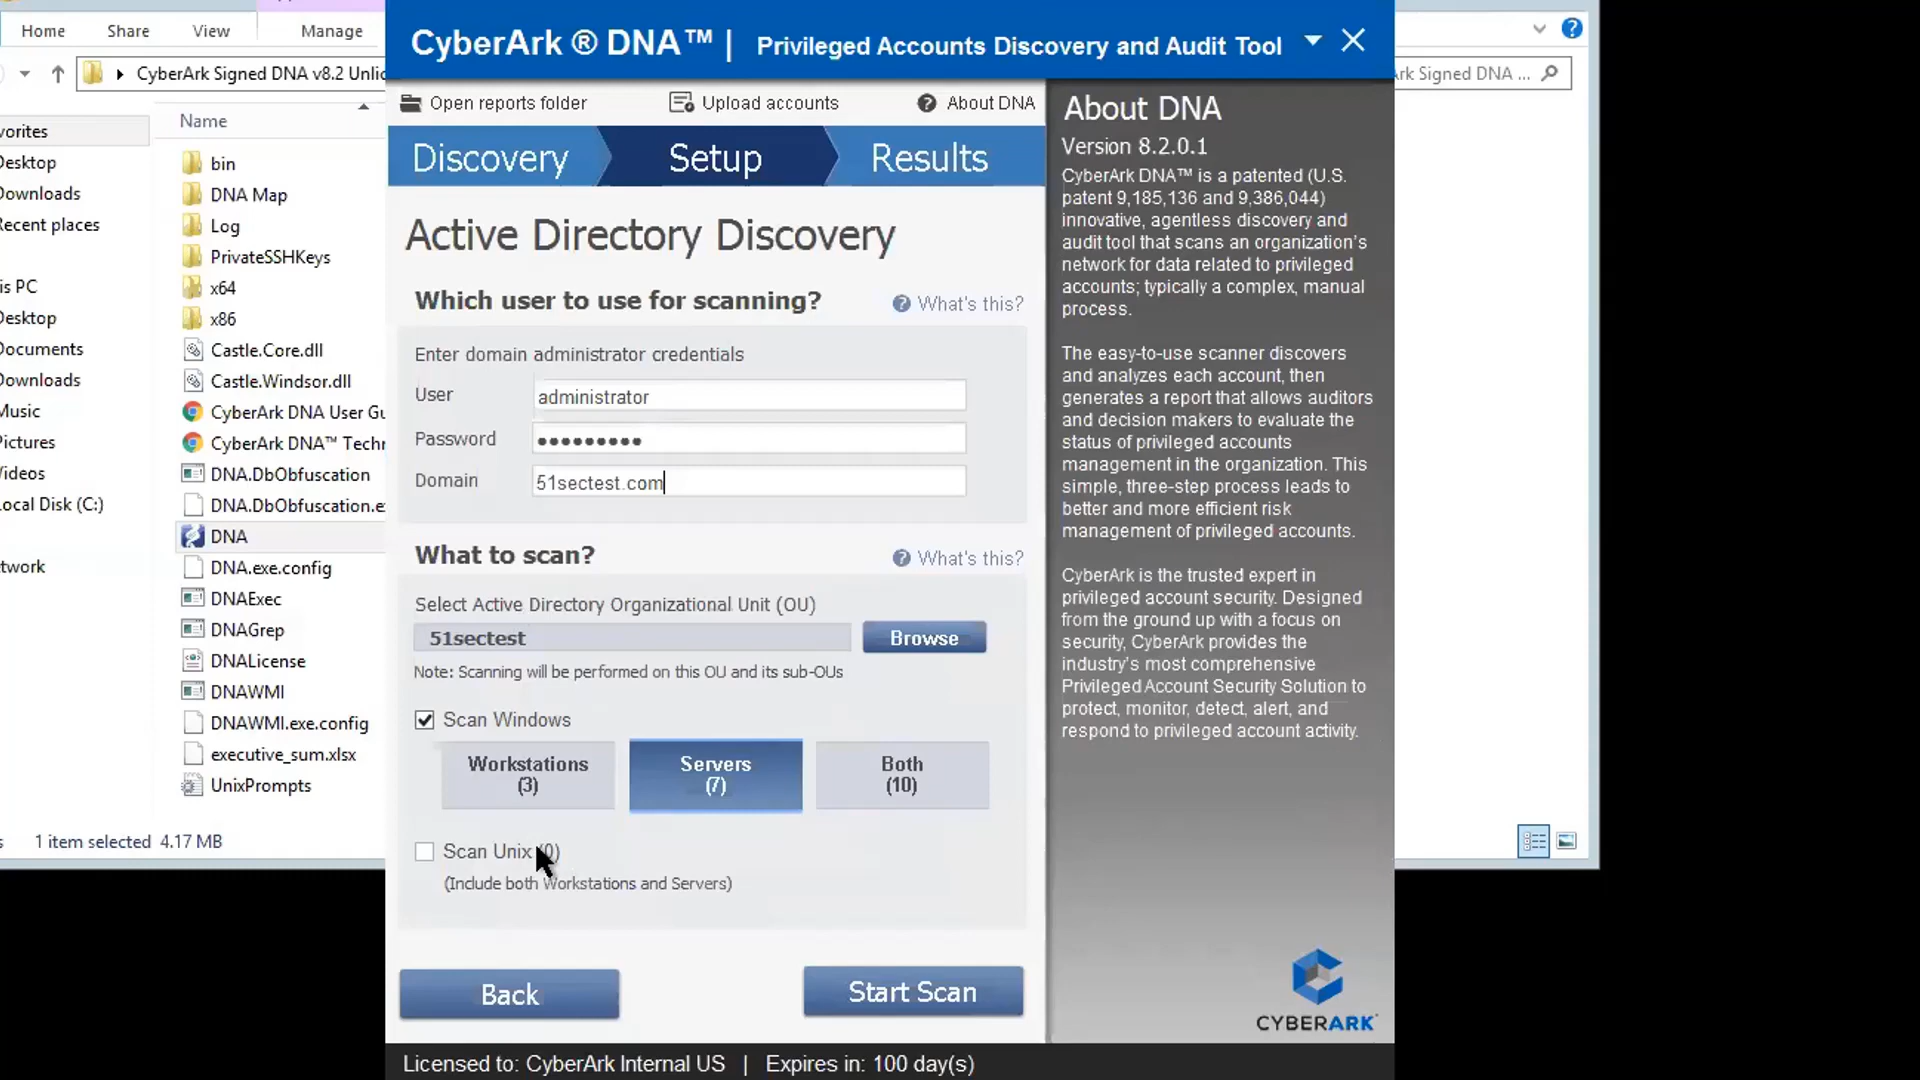 Home Share View Manage
CyberArk Signed DNA v8.2
vorites
Desktop
Downloads
Recent places
is PC
Desktop
Documents
Downloads
Music
Pictures
Videos
Local Disk (C:)
twork
Name
bin
DNA Map
Log
PrivateSSHKeys
x64
x86
Castle.Core.dll
Castle.Windsor.dll
CyberArk DNA User Gu
CyberArk DNA™ Techn
DNA.DbObfuscation
DNA.DbObfuscation.ex
DNA
DNA.exe.config
DNAExec
DNAGrep
DNALicense
DNAWMI
DNAWMI.exe.config
executive_sum.xlsx
UnixPrompts
s 1 item selected 4.17 MB
CyberArk ® DNA™ | Privileged Accounts Discovery and Audit Tool
Open reports folder Upload accounts About DNA
Discovery Setup Results
Active Directory Discovery
Which user to use for scanning? What's this?
Enter domain administrator credentials
User administrator
Password •••••••••
Domain 51sectest.com
What to scan? What's this?
Select Active Directory Organizational Unit (OU)
51sectest Browse
Note: Scanning will be performed on this OU and its sub-OUs
Scan Windows
Workstations Servers Both
(3) (7) (10)
Scan Unix (0)
(Include both Workstations and Servers)
Back Start Scan
About DNA
Version 8.2.0.1
CyberArk DNA™ is a patented (U.S.
patent 9,185,136 and 9,386,044)
innovative, agentless discovery and
audit tool that scans an organization's
network for data related to privileged
accounts; typically a complex, manual
process.
The easy-to-use scanner discovers
and analyzes each account, then
generates a report that allows auditors
and decision makers to evaluate the
status of privileged accounts
management in the organization. This
simple, three-step process leads to
better and more efficient risk
management of privileged accounts.
CyberArk is the trusted expert in
privileged account security. Designed
from the ground up with a focus on
security, CyberArk provides the
industry's most comprehensive
Privileged Account Security Solution to
protect, monitor, detect, alert, and
respond to privileged account activity.
CYBERARK
Licensed to: CyberArk Internal US | Expires in: 100 day(s)
rk Signed DNA ...